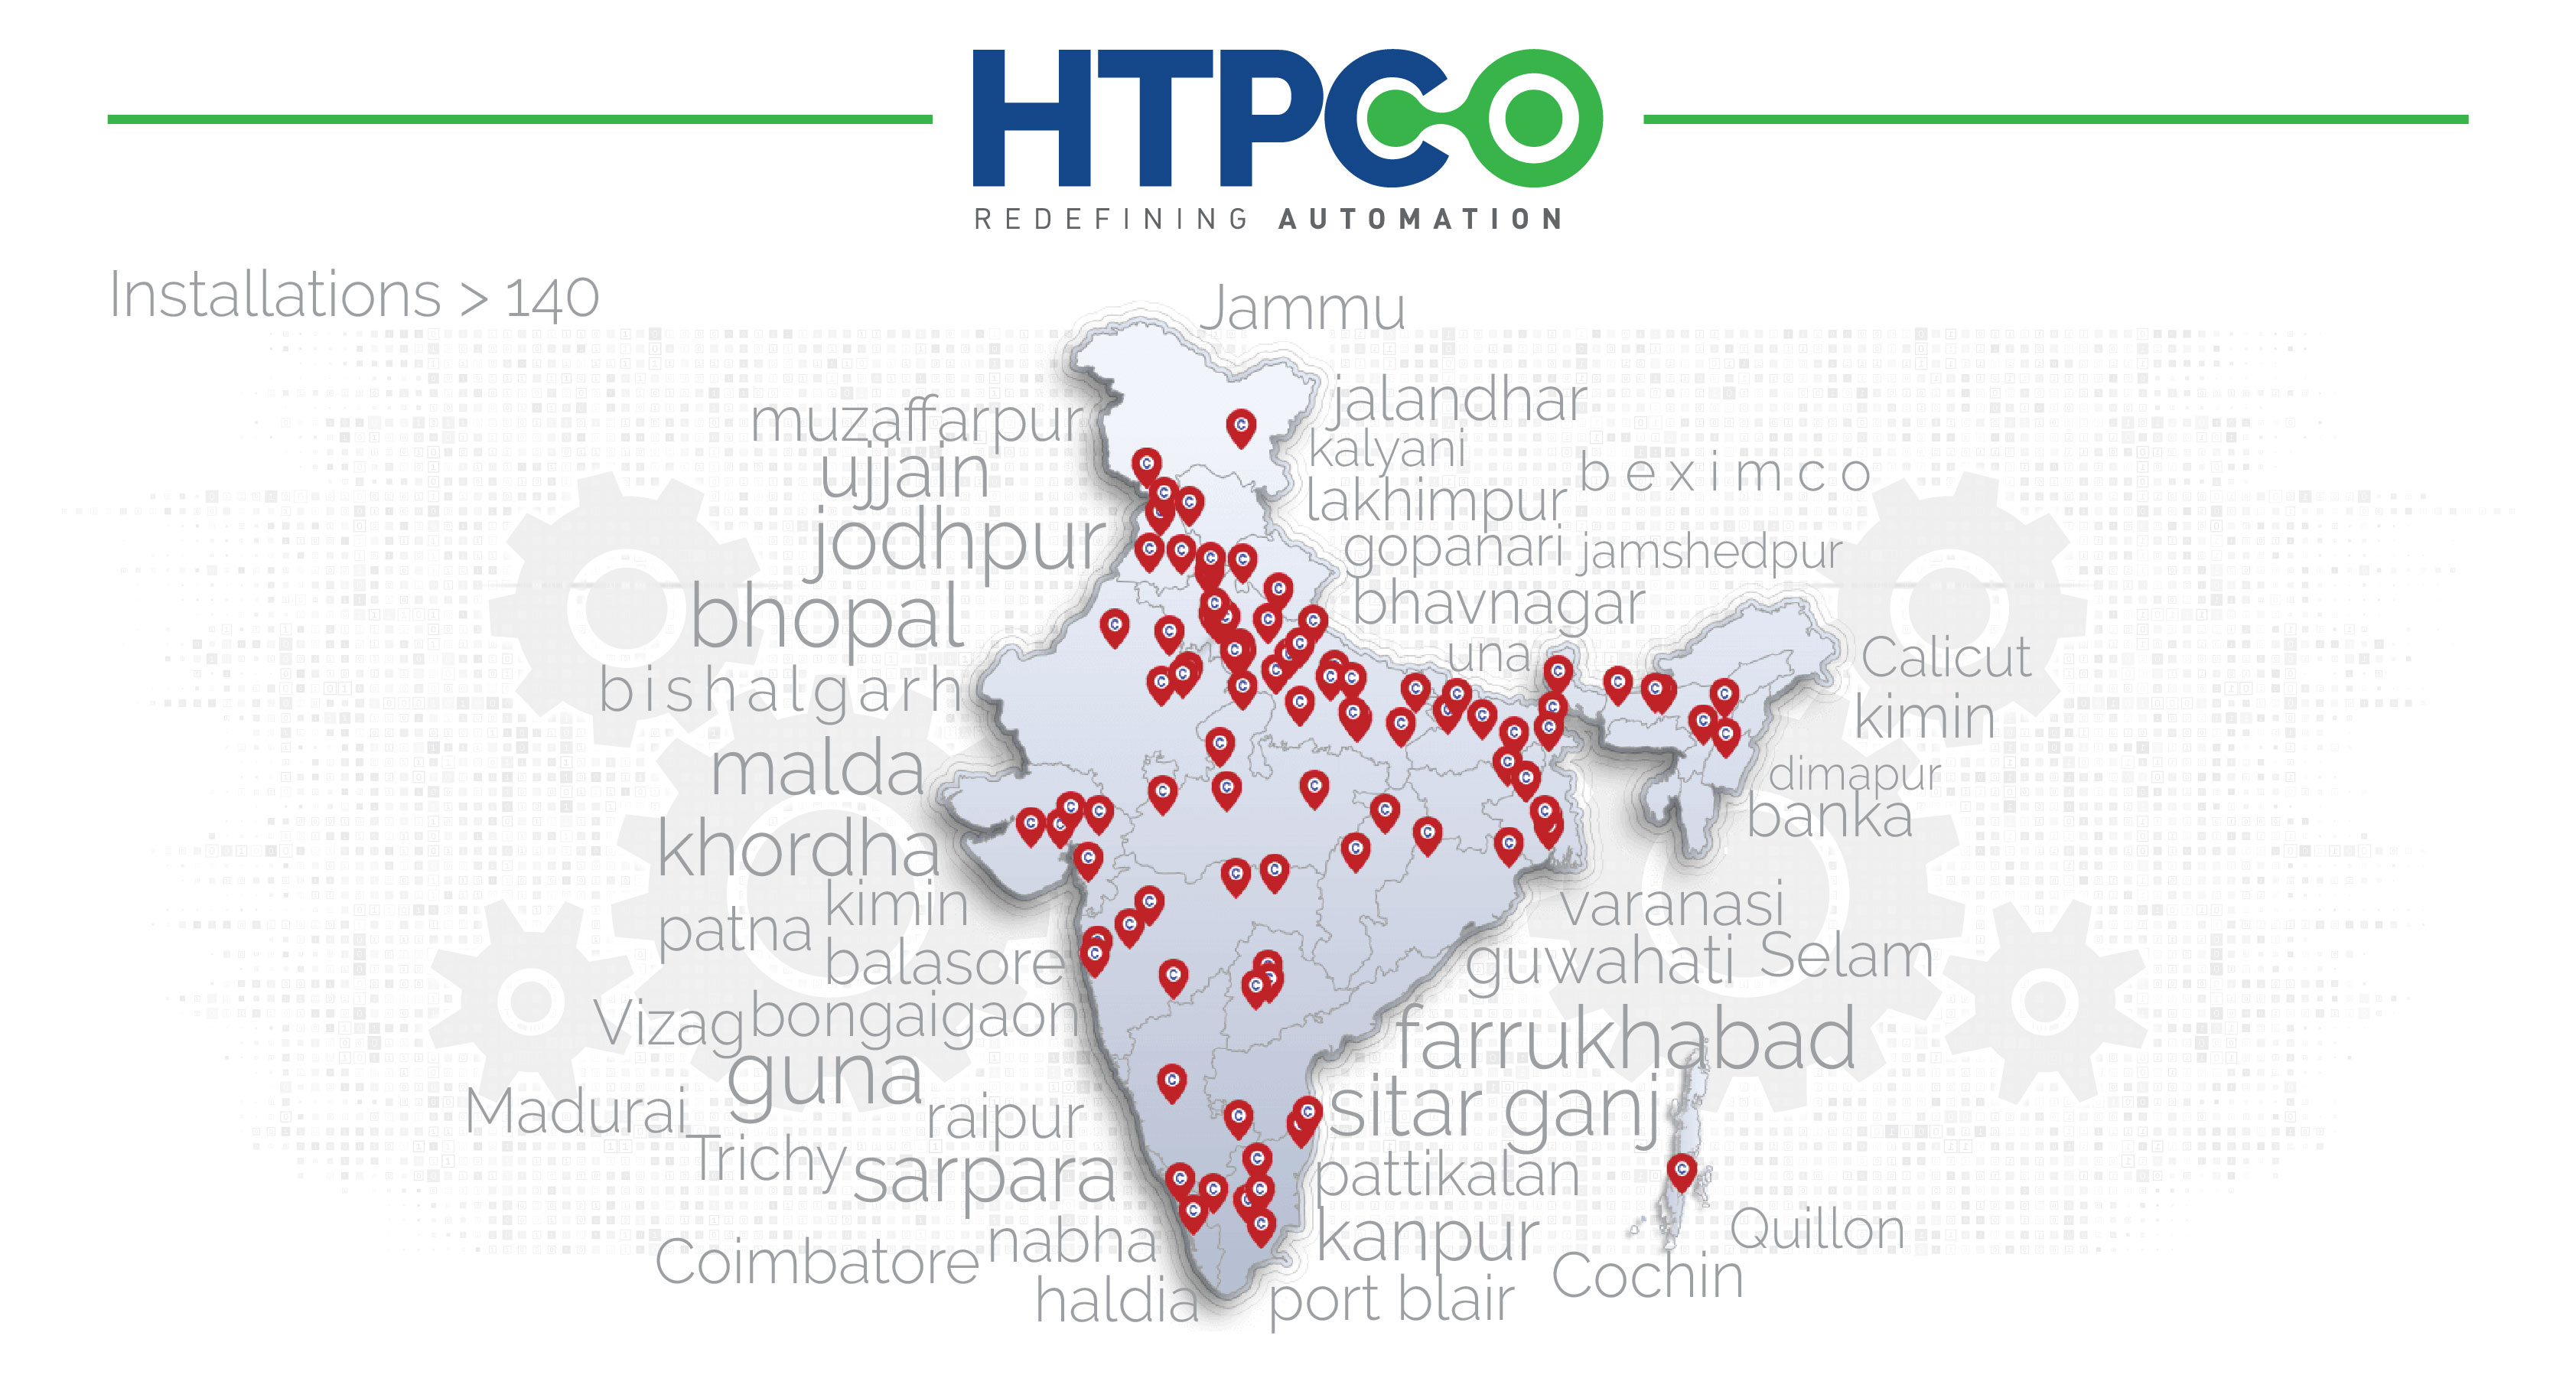 HTPCO
REDEFINING AUTOMATION
Installations > 140
Jammu
muzaffarpur
jalandhar
ujjain
kalyani
beximco
jodhpur
lakhimpur
gopanari jamshedpur
bhopal
bhavnagar
una
Calicut
bishalgarh
kimin
malda
dimapur
banka
khordha
kimin
varanasi
patna
balasore
guwahati Selam
Vizag bongaigaon
farrukhabad
guna
Madurai
raipur
sitar ganj
Trichy sarpara
pattikalan
nabha
kanpur
Quillon
Coimbatore
Cochin
haldia
port blair